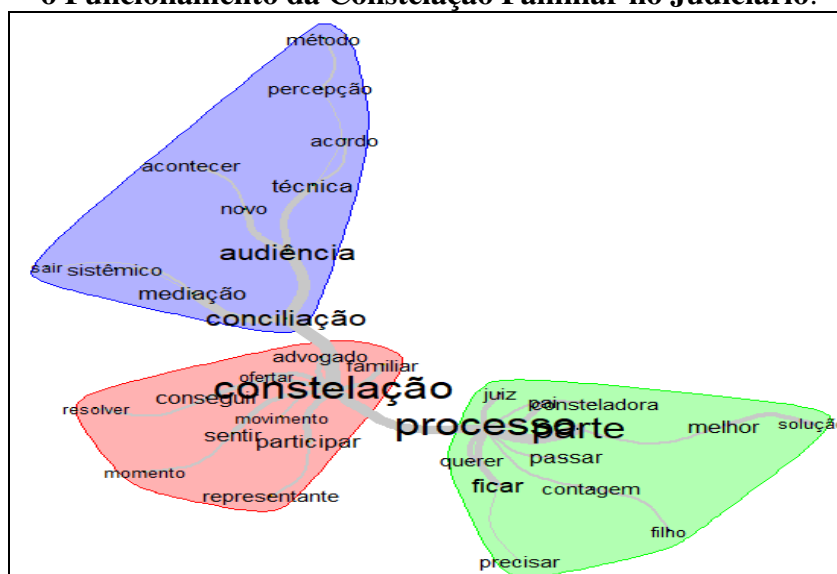 o Funcionamento da Constelação Familiar no Judiciário.
método
percepção
acordo
acontecer
técnica
novo
audiência
sair sistêmico
mediação
conciliação
advogado
ofertar familiar
constelação
conseguir
resolver
movimento
sentir participar
momento
representante
juiz
pai consteladora
processo parte melhor solução
querer passar
ficar contagem
filho
precisar